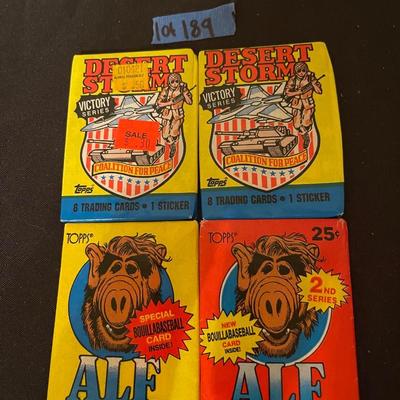 lot 189
DESERT
STORM
VICTORY
SERIES
SALE
$.30
COALITION FOR PEACE
Topps
8 TRADING CARDS • 1 STICKER
DESERT
STORM
VICTORY
SERIES
COALITION FOR PEACE
Topps
8 TRADING CARDS • 1 STICKER
TOPPS®
SPECIAL
BOUILLABASEBALL
CARD
INSIDE!
ALF
TOPPS®
25¢
2ND
SERIES
NEW
BOUILLABASEBALL
CARD
INSIDE!
ALF